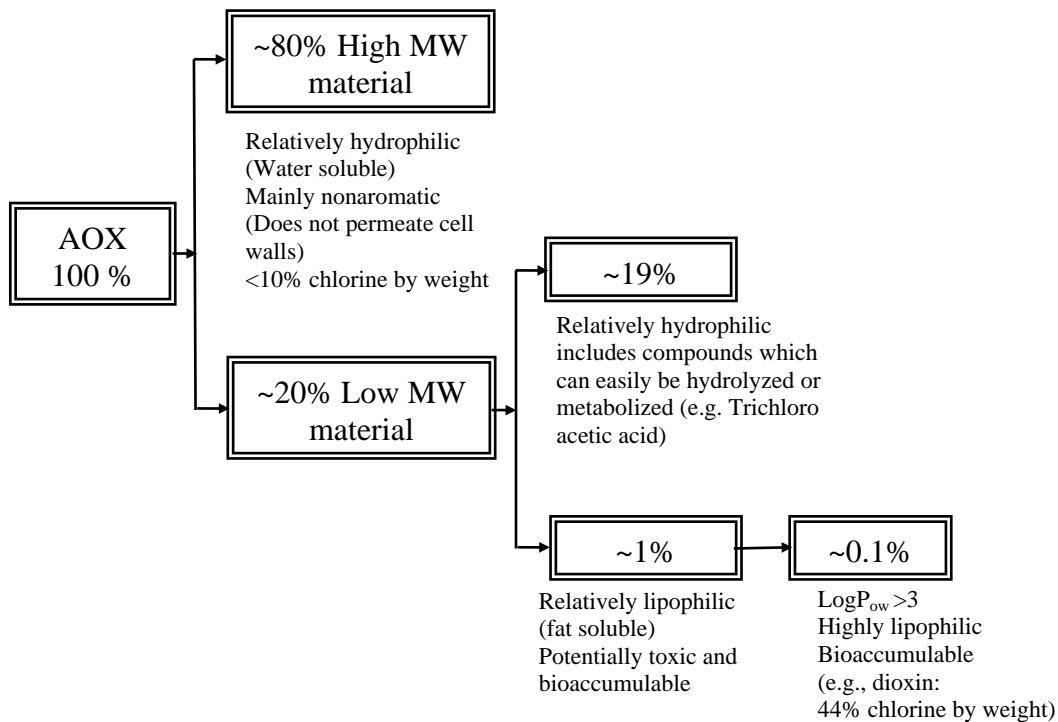 ~80% High MW
material
Relatively hydrophilic
(Water soluble)
Mainly nonaromatic
(Does not permeate cell
walls)
<10% chlorine by weight
AOX
100 %
~20% Low MW
material
~19%
Relatively hydrophilic
includes compounds which
can easily be hydrolyzed or
metabolized (e.g. Trichloro
acetic acid)
~1%
Relatively lipophilic
(fat soluble)
Potentially toxic and
bioaccumulable
~0.1%
LogPow >3
Highly lipophilic
Bioaccumulable
(e.g., dioxin:
44% chlorine by weight)